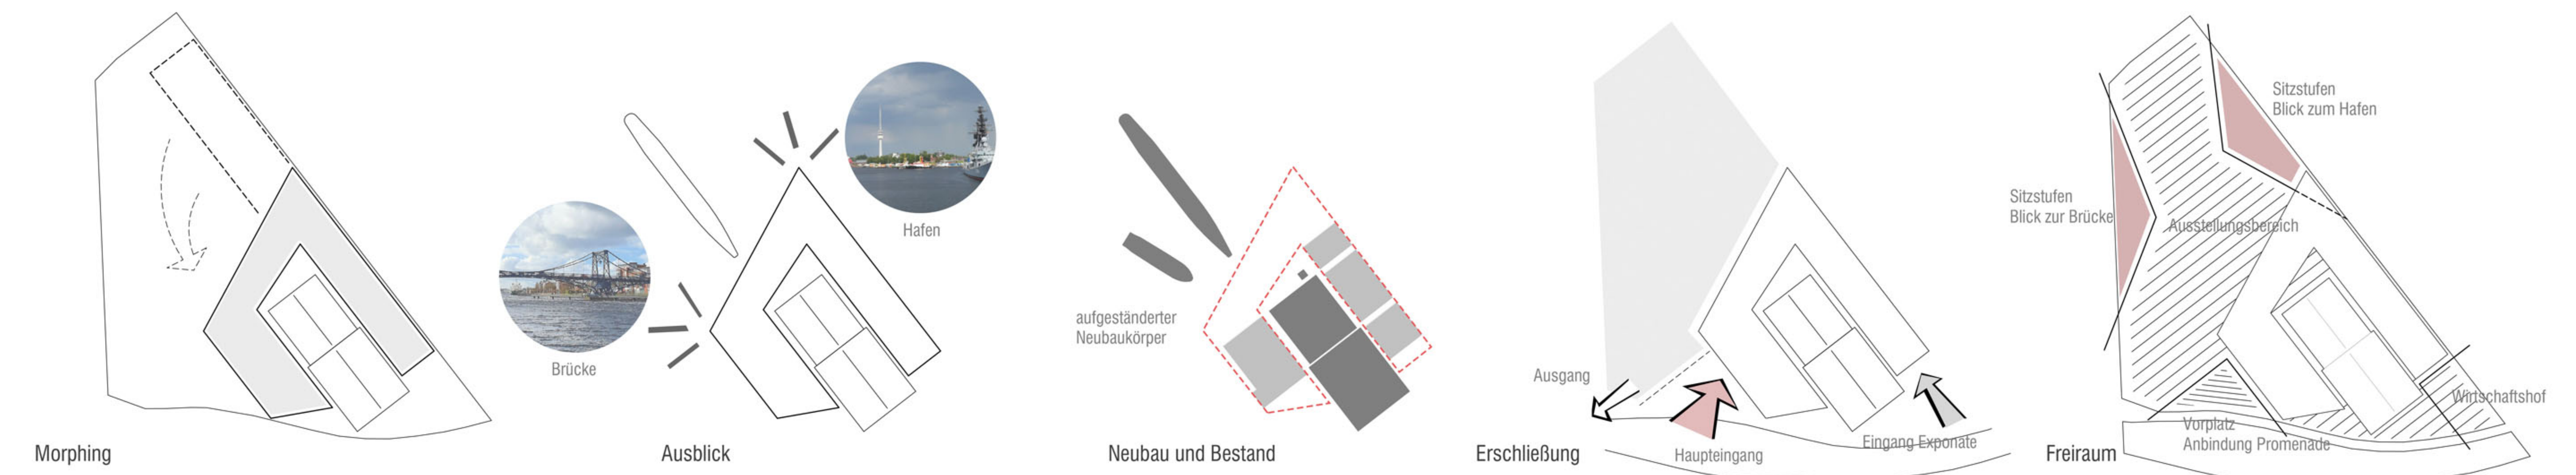 Morphing
Brücke
Hafen
Ausblick
aufgeständerter
Neubaukörper
Neubau und Bestand
Ausgang
Haupteingang
Eingang Exponate
Erschließung
Sitzstufen
Blick zum Hafen
Sitzstufen
Blick zur Brücke
Ausstellungsbereich
Wirtschaftshof
Vorplatz
Anbindung Promenade
Freiraum